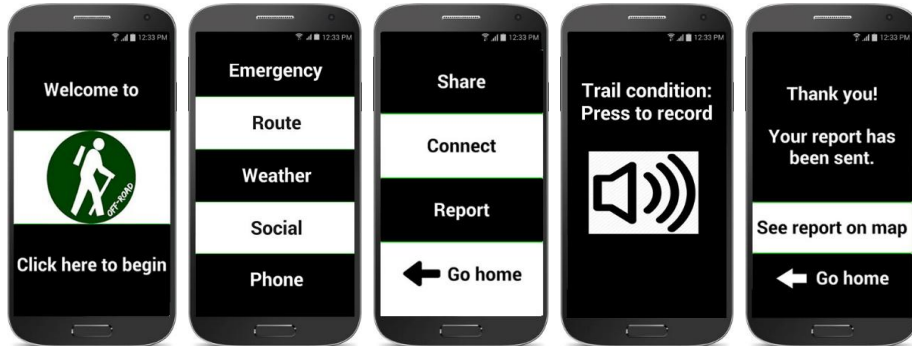 12:33 PM
Welcome to
OFF-ROAD
Click here to begin
12:33 PM
Emergency
Route
Weather
Social
Phone
12:33 PM
Share
Connect
Report
Go home
12:33 PM
Trail condition:
Press to record
12:33 PM
Thank you!
Your report has
been sent.
See report on map
Go home